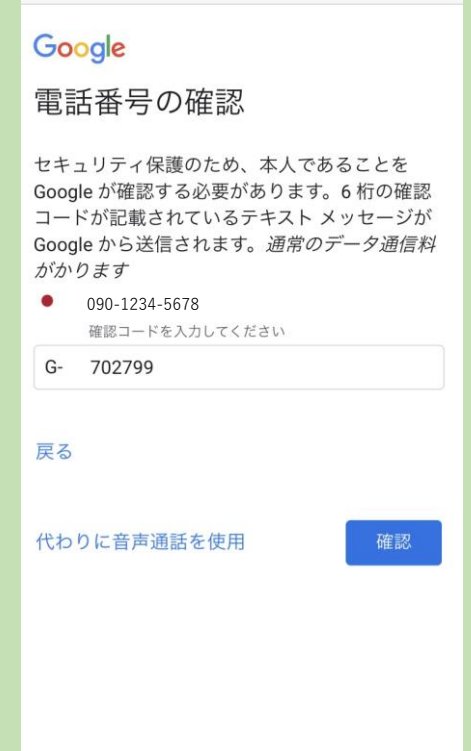 Google
電話番号の確認
セキュリティ保護のため、本人であることを
Google が確認する必要があります。6 桁の確認
コードが記載されているテキスト メッセージが
Google から送信されます。通常のデータ通信料
がかります
090-1234-5678
確認コードを入力してください
G- 702799
戻る
代わりに音声通話を使用
確認